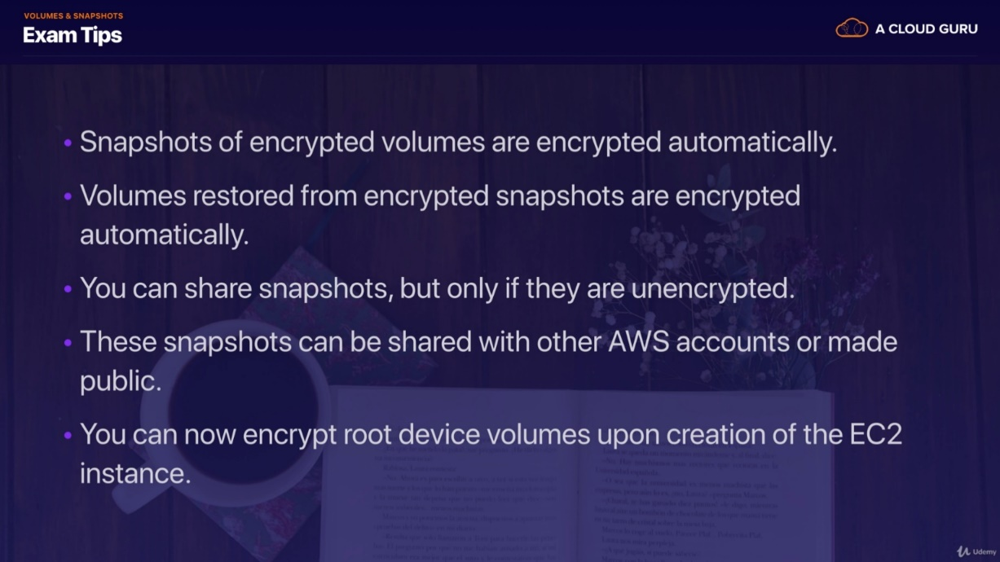 VOLUMES & SNAPSHOTS
Exam Tips
A CLOUD GURU
• Snapshots of encrypted volumes are encrypted automatically.
• Volumes restored from encrypted snapshots are encrypted
automatically.
• You can share snapshots, but only if they are unencrypted.
• These snapshots can be shared with other AWS accounts or made
public.
• You can now encrypt root device volumes upon creation of the EC2
instance.
Udemy